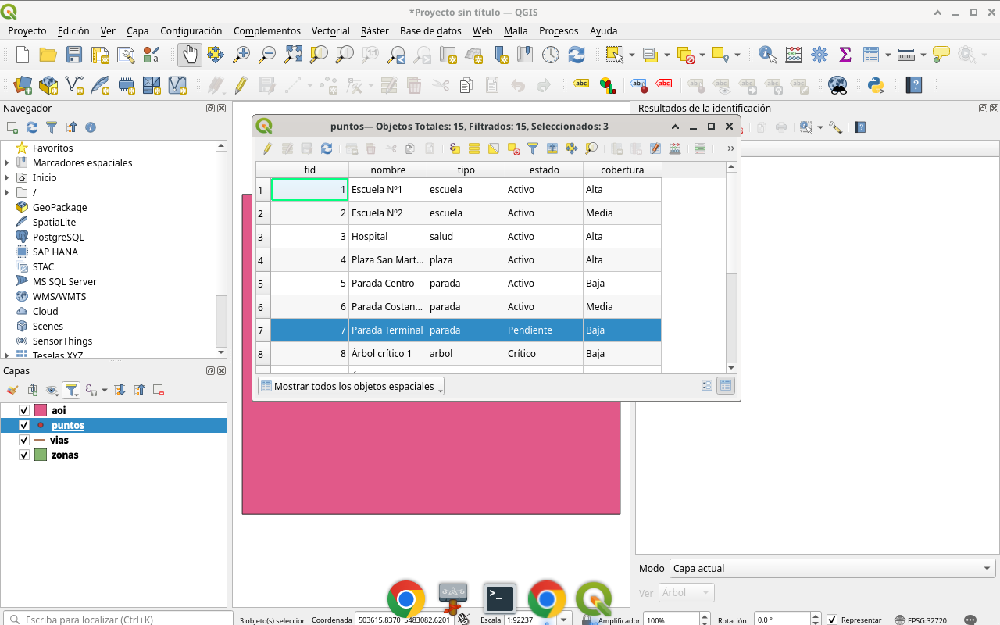 *Proyecto sin título — QGIS
Proyecto Edición Ver Capa Configuración Complementos Vectorial Ráster Base de datos Web Malla Procesos Ayuda
Navegador
Favoritos
Marcadores espaciales
Inicio
/
GeoPackage
SpatiaLite
PostgreSQL
SAP HANA
STAC
MS SQL Server
WMS/WMTS
Cloud
Scenes
SensorThings
Teselas XYZ
Capas
aoi
puntos
vias
zonas
puntos— Objetos Totales: 15, Filtrados: 15, Seleccionados: 3
fid nombre tipo estado cobertura
1 1 Escuela Nº1 escuela Activo Alta
2 2 Escuela Nº2 escuela Activo Media
3 3 Hospital salud Activo Alta
4 4 Plaza San Mart... plaza Activo Alta
5 5 Parada Centro parada Activo Baja
6 6 Parada Costan... parada Activo Media
7 7 Parada Terminal parada Pendiente Baja
8 8 Árbol crítico 1 arbol Crítico Baja
Mostrar todos los objetos espaciales
Resultados de la identificación
Modo Capa actual
Ver Árbol
Escriba para localizar (Ctrl+K)
3 objeto(s) seleccior Coordenada 503615,8370 5483082,6201 Escala 1:92237 Amplificador 100% Rotación 0,0 ° Representar EPSG:32720